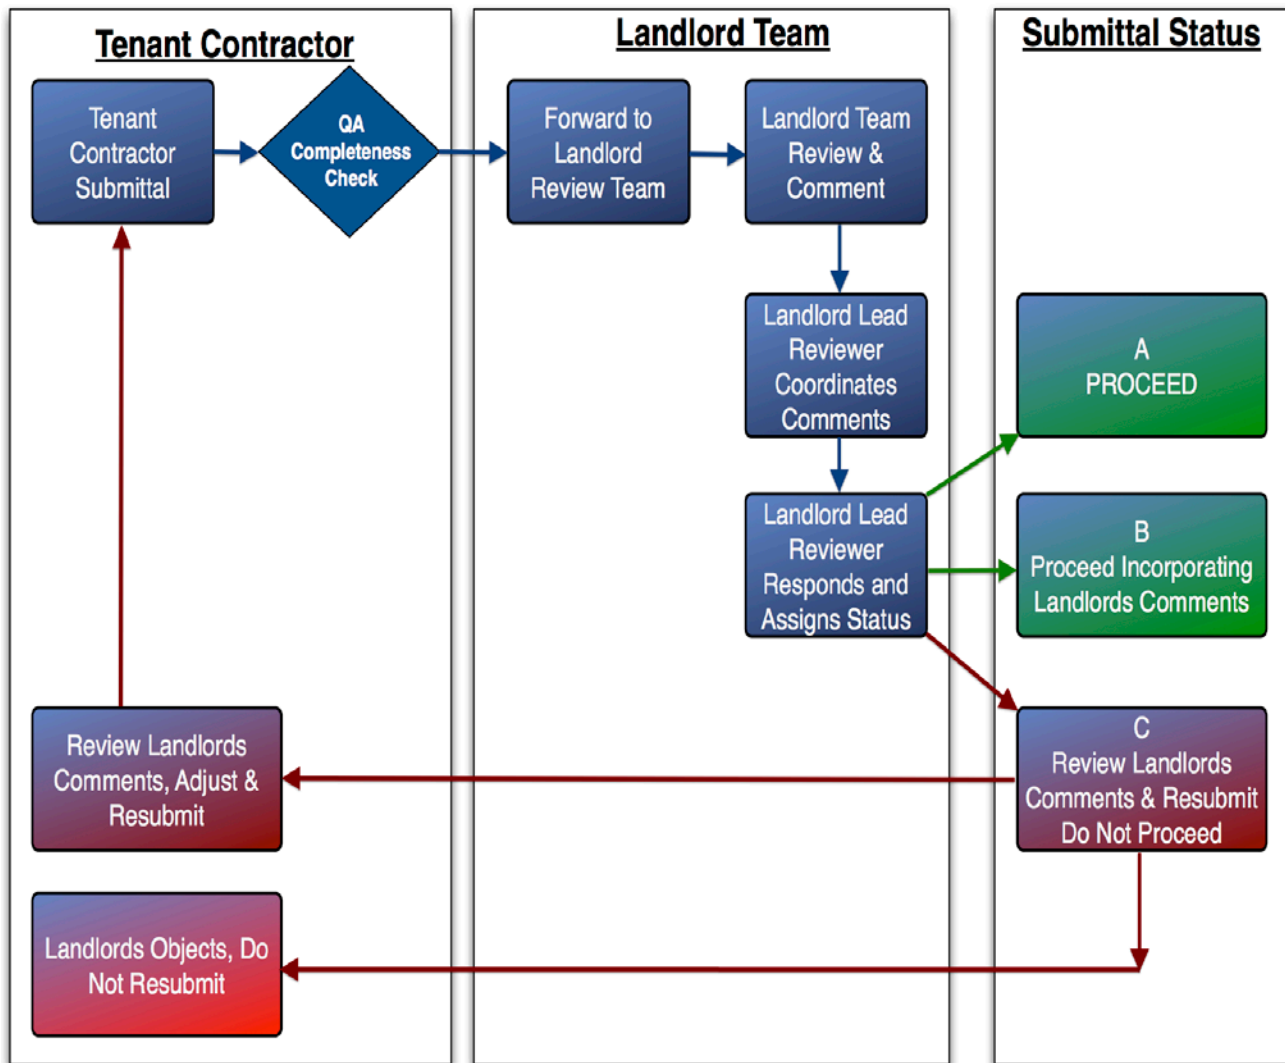 Tenant Contractor
Landlord Team
Submittal Status
Tenant
Contractor
Submittal
QA
Completeness
Check
Forward to
Landlord
Review Team
Landlord Team
Review &
Comment
Landlord Lead
Reviewer
Coordinates
Comments
A
PROCEED
Landlord Lead
Reviewer
Responds and
Assigns Status
B
Proceed Incorporating
Landlords Comments
Review Landlords
Comments, Adjust &
Resubmit
C
Review Landlords
Comments & Resubmit
Do Not Proceed
Landlords Objects, Do
Not Resubmit